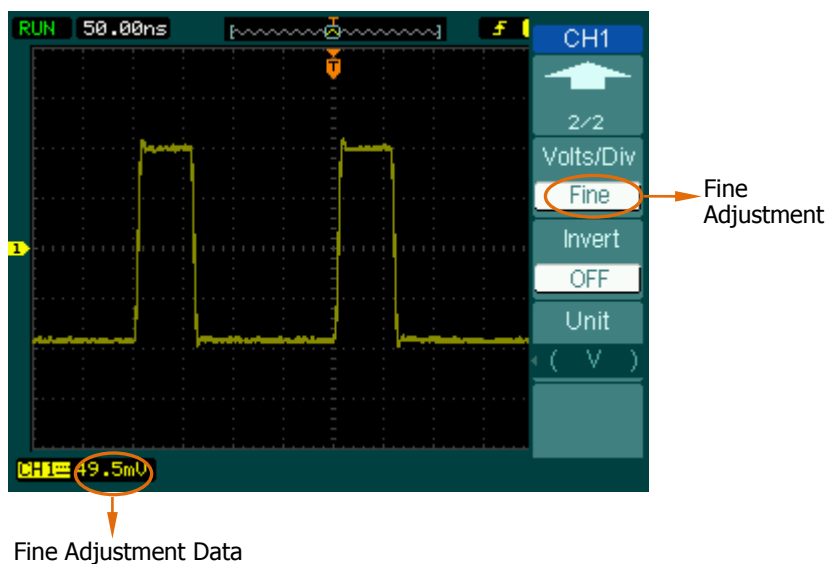 RUN 50.00ns
T
CH1
2/2
Volts/Div
Fine
Invert
OFF
Unit
( V )
1
CH1 49.5mV
Fine
Adjustment
Fine Adjustment Data